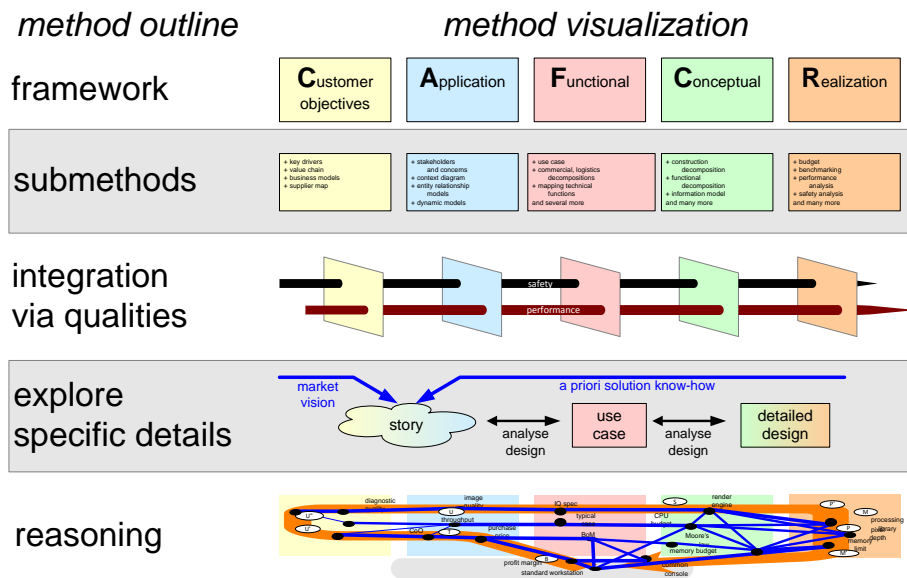 method outline
method visualization
framework
Customer
objectives
Application
Functional
Conceptual
Realization
submethods
+ key drivers
+ value chain
+ business models
+ supplier map
+ stakeholders
and concerns
+ context diagram
+ entity relationship
models
+ dynamic models
+ use case
+ commercial, logistics
decompositions
+ mapping technical
functions
and several more
+ construction
decomposition
+ functional
decomposition
+ information model
and many more
+ budget
+ benchmarking
+ performance
analysis
+ safety analysis
and many more
integration
via qualities
safety
performance
explore
specific details
market
vision
a priori solution know-how
story
analyse
design
use
case
analyse
design
detailed
design
reasoning
diagnostic
image
quality
IQ spec
S
render
engine
P'
M
U"
U
throughput
typical
CPU
processing
library
U'
CoO
T
purchase
BoM
Moore's
P
depth
memory budget
memory
limit
profit margin
B
M'
standard workstation
common
console